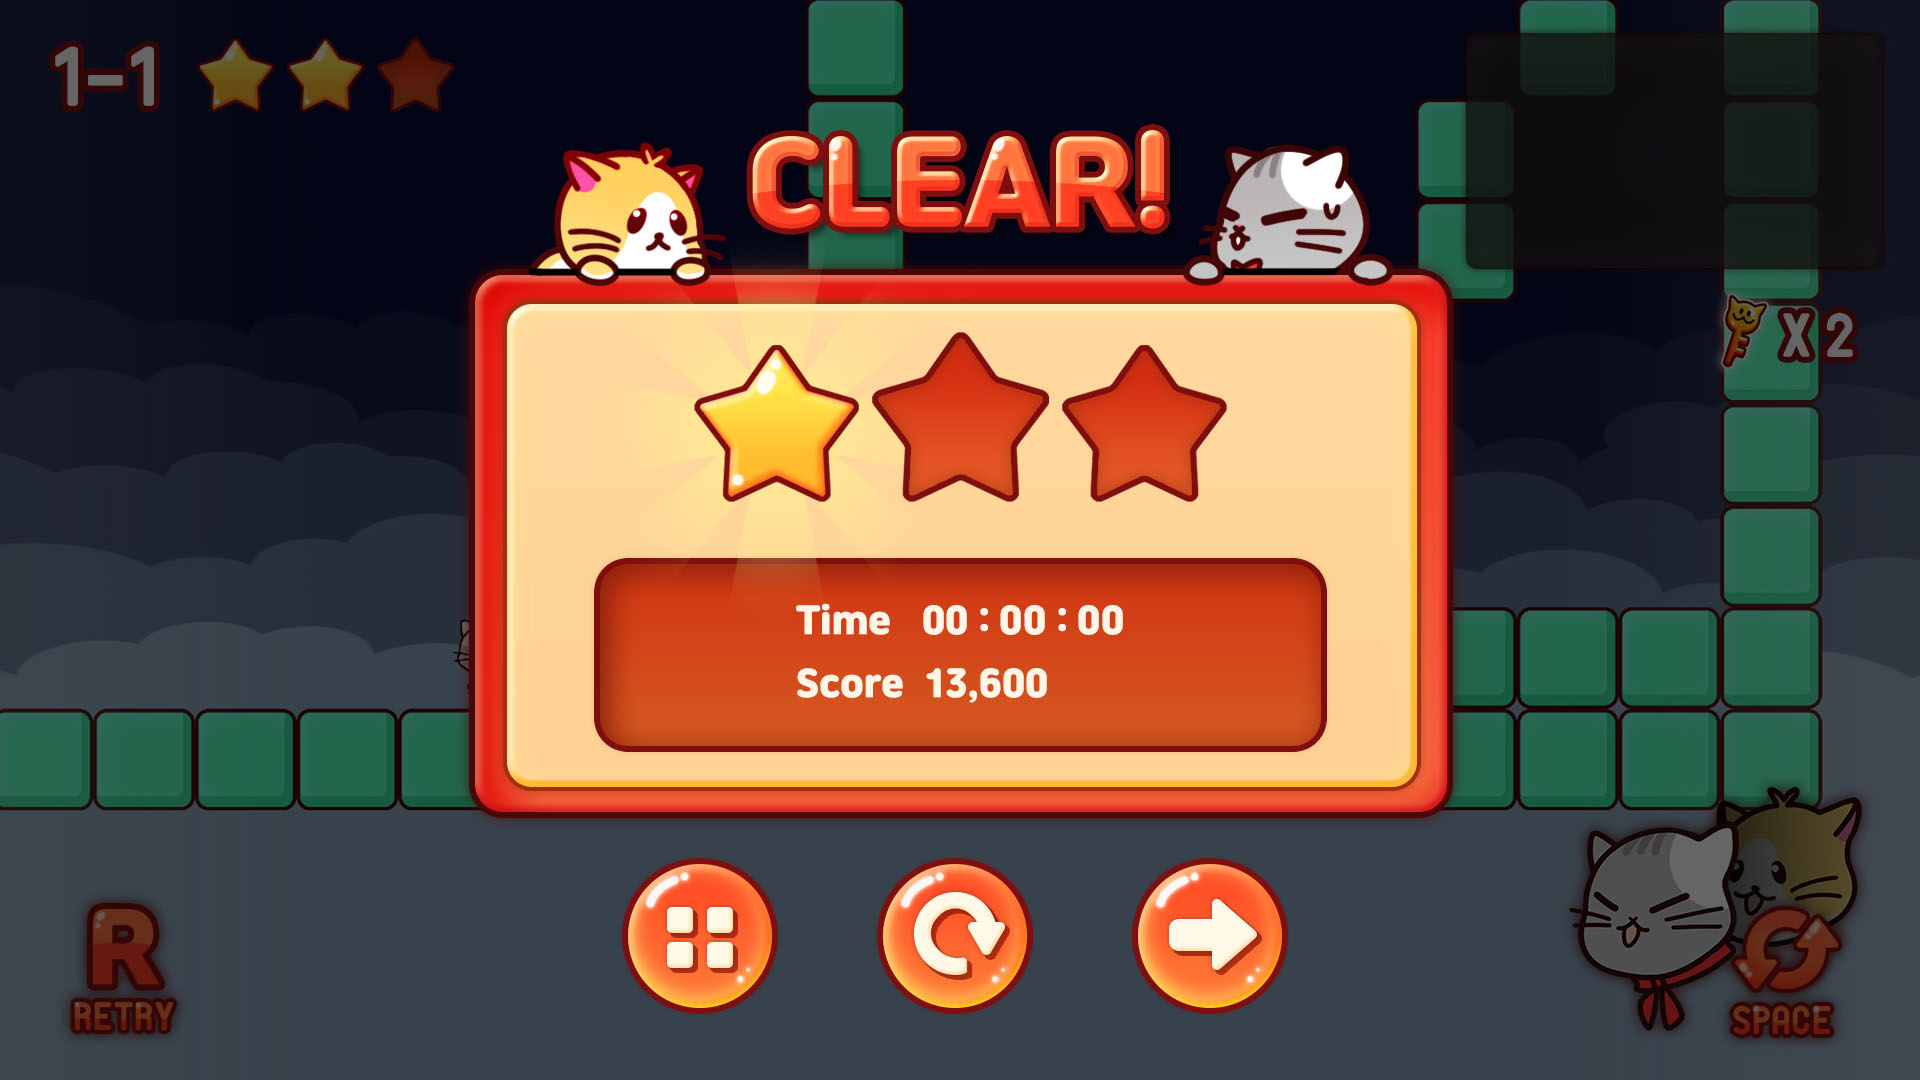 1-1
CLEAR!
X 2
Time 00 : 00 : 00
Score 13,600
R
RETRY
SPACE